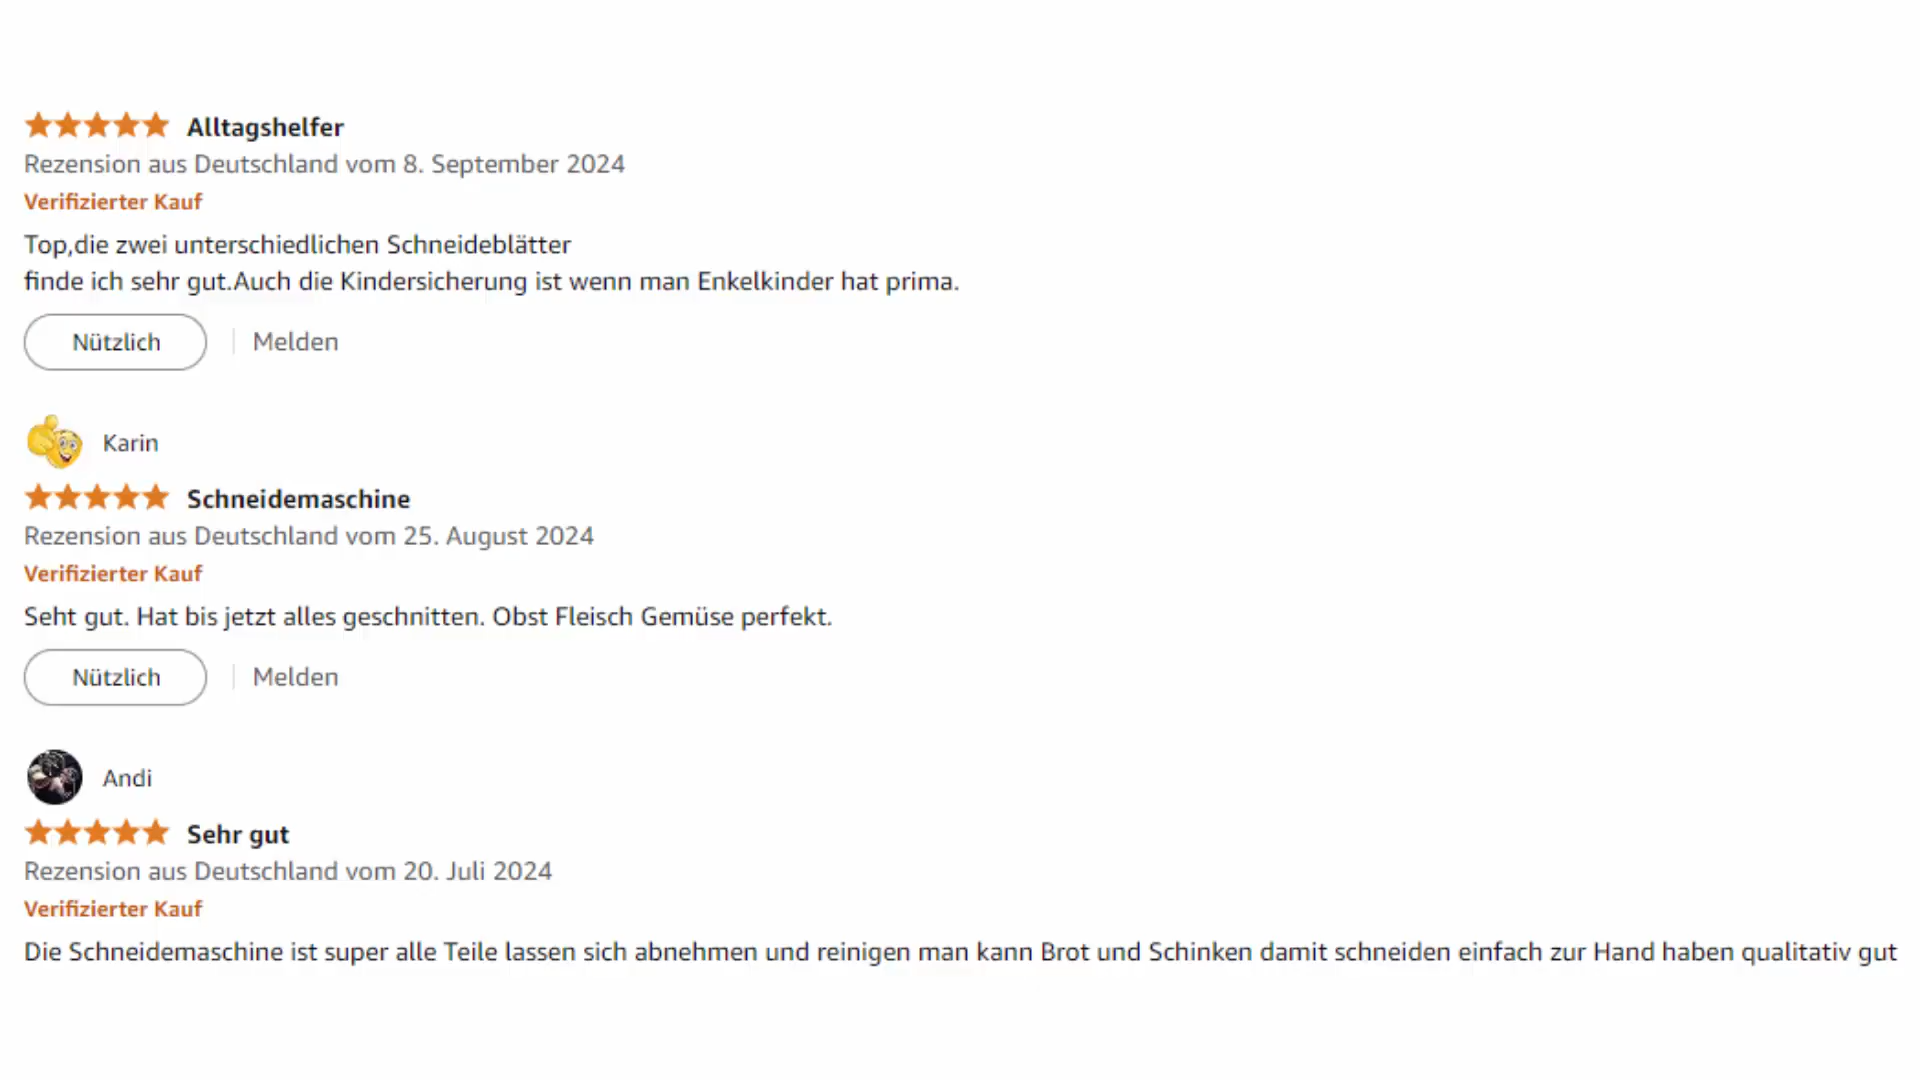 Alltagshelfer
Rezension aus Deutschland vom 8. September 2024
Verifizierter Kauf
Top,die zwei unterschiedlichen Schneideblätter
finde ich sehr gut.Auch die Kindersicherung ist wenn man Enkelkinder hat prima.
Nützlich | Melden
Karin
Schneidemaschine
Rezension aus Deutschland vom 25. August 2024
Verifizierter Kauf
Seht gut. Hat bis jetzt alles geschnitten. Obst Fleisch Gemüse perfekt.
Nützlich | Melden
Andi
Sehr gut
Rezension aus Deutschland vom 20. Juli 2024
Verifizierter Kauf
Die Schneidemaschine ist super alle Teile lassen sich abnehmen und reinigen man kann Brot und Schinken damit schneiden einfach zur Hand haben qualitativ gut